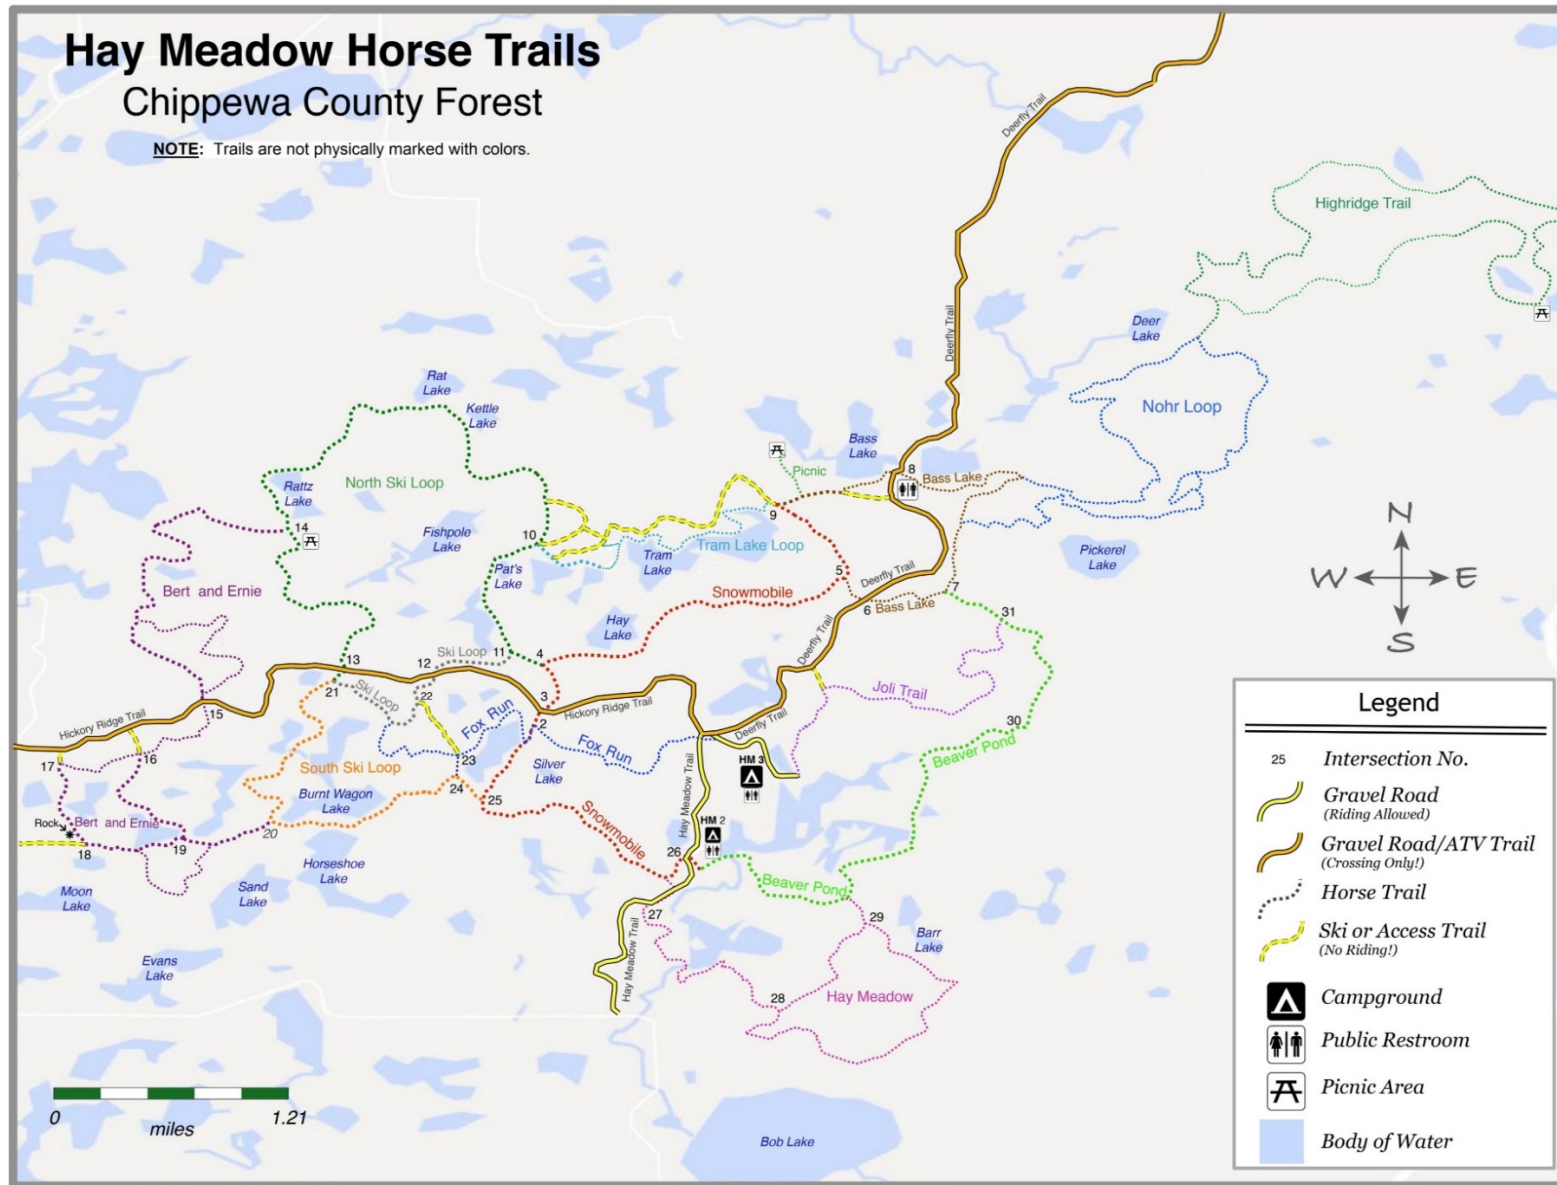 Hay Meadow Horse Trails
Chippewa County Forest
NOTE: Trails are not physically marked with colors.
Deerfly Trail
Highridge Trail
Deerfly Trail
Deer
Lake
Nohr Loop
Rat
Lake
Kettle
Lake
Bass
Lake
Picnic
8
Bass Lake
North Ski Loop
Rattz
Lake
14
Fishpole
Lake
10
9
Tram Lake Loop
Tram
Lake
Pat's
Lake
5
Deerfly Trail
Pickerel
Lake
Bert and Ernie
Snowmobile
6
Bass Lake
7
31
Hay
Lake
Deerfly Trail
13
12
Ski Loop
11
4
21
Ski Loop
22
3
2
Joli Trail
15
Hickory Ridge Trail
Fox Run
Hickory Ridge Trail
Deerfly Trail
30
Beaver Pond
17
16
South Ski Loop
23
Fox Run
Silver
Lake
HM 3
Burnt Wagon
Lake
24
25
Hay Meadow Trail
Rock
Bert and Ernie
20
Snowmobile
HM 2
18
19
26
Horseshoe
Lake
Beaver Pond
Moon
Lake
Sand
Lake
27
29
Barr
Lake
Hay Meadow Trail
Evans
Lake
28
Hay Meadow
0
1.21
miles
Bob Lake
N
W
E
S
Legend
25
Intersection No.
Gravel Road
(Riding Allowed)
Gravel Road/ATV Trail
(Crossing Only!)
Horse Trail
Ski or Access Trail
(No Riding!)
Campground
Public Restroom
Picnic Area
Body of Water